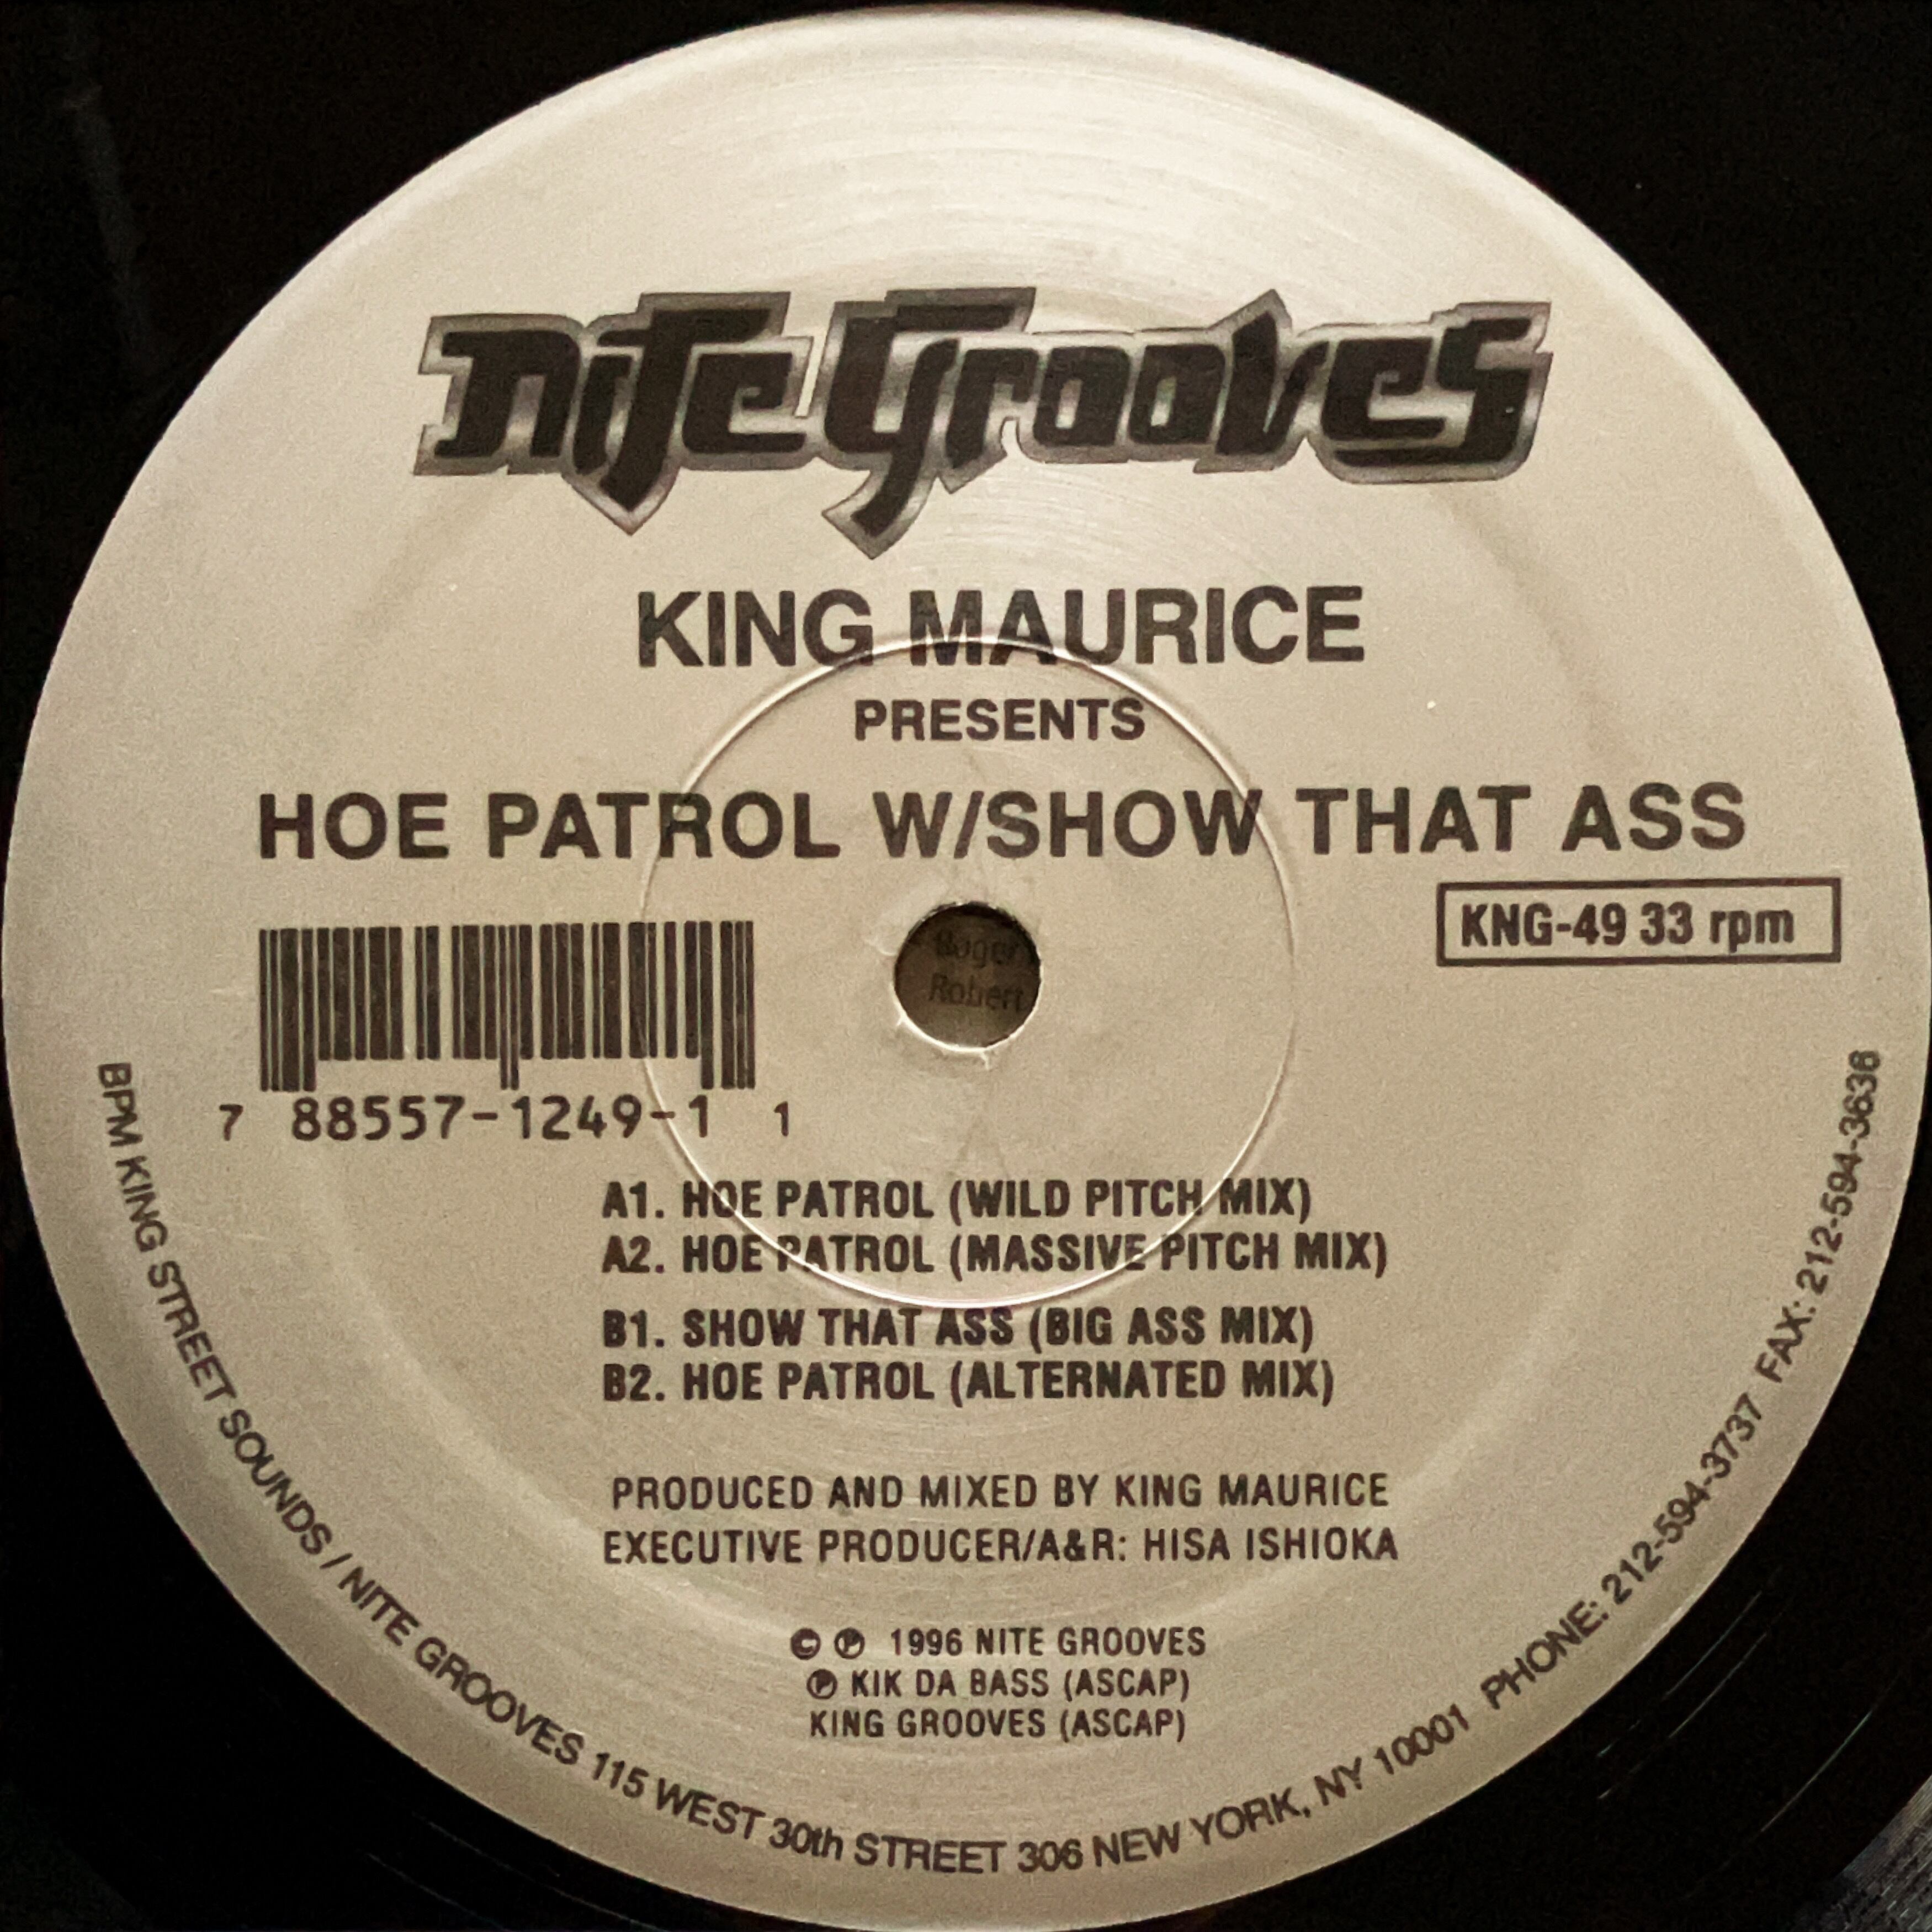 Nite Grooves
KING MAURICE
PRESENTS
HOE PATROL W/SHOW THAT ASS
KNG-49 33 rpm
Robert
7 88557-1249-1 1
A1. HOE PATROL (WILD PITCH MIX)
A2. HOE PATROL (MASSIVE PITCH MIX)
B1. SHOW THAT ASS (BIG ASS MIX)
B2. HOE PATROL (ALTERNATED MIX)
PRODUCED AND MIXED BY KING MAURICE
EXECUTIVE PRODUCER/A&R: HISA ISHIOKA
© ℗ 1996 NITE GROOVES
℗ KIK DA BASS (ASCAP)
KING GROOVES (ASCAP)
BPM KING STREET SOUNDS / NITE GROOVES 115 WEST 30th STREET 306 NEW YORK, NY 10001 PHONE: 212-594-3737 FAX: 212-594-3636